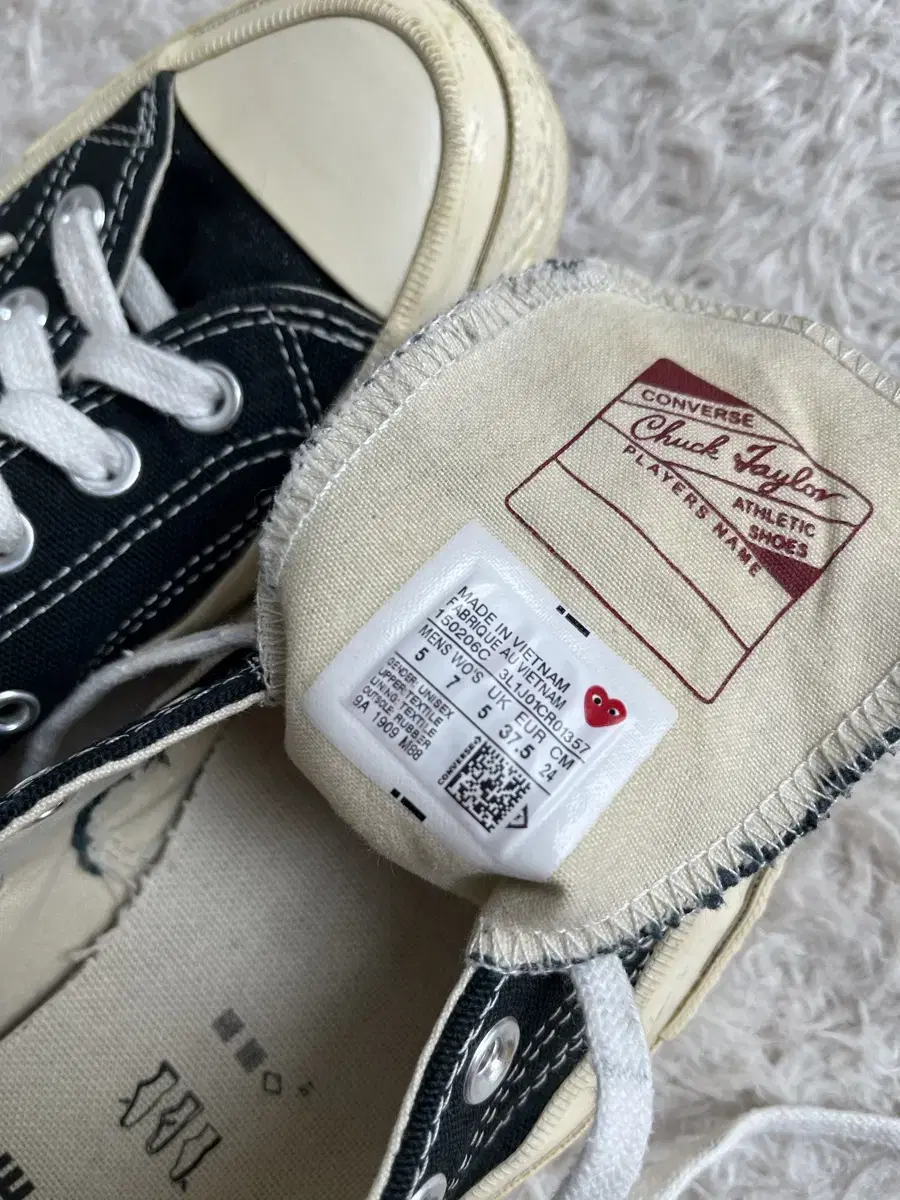 CONVERSE
Chuck Taylor
ATHLETIC
SHOES
PLAYERS NAME
MADE IN VIETNAM
FABRIQUE AU VIETNAM
150206C 3L1J01CR01357
MENS WO'S UK EUR CM
5 7 5 37.5 24
GENDER: UNISEX
UPPER: TEXTILE
LINING: TEXTILE
OUTSOLE: RUBBER
9A 1909 M88
CONVERSE